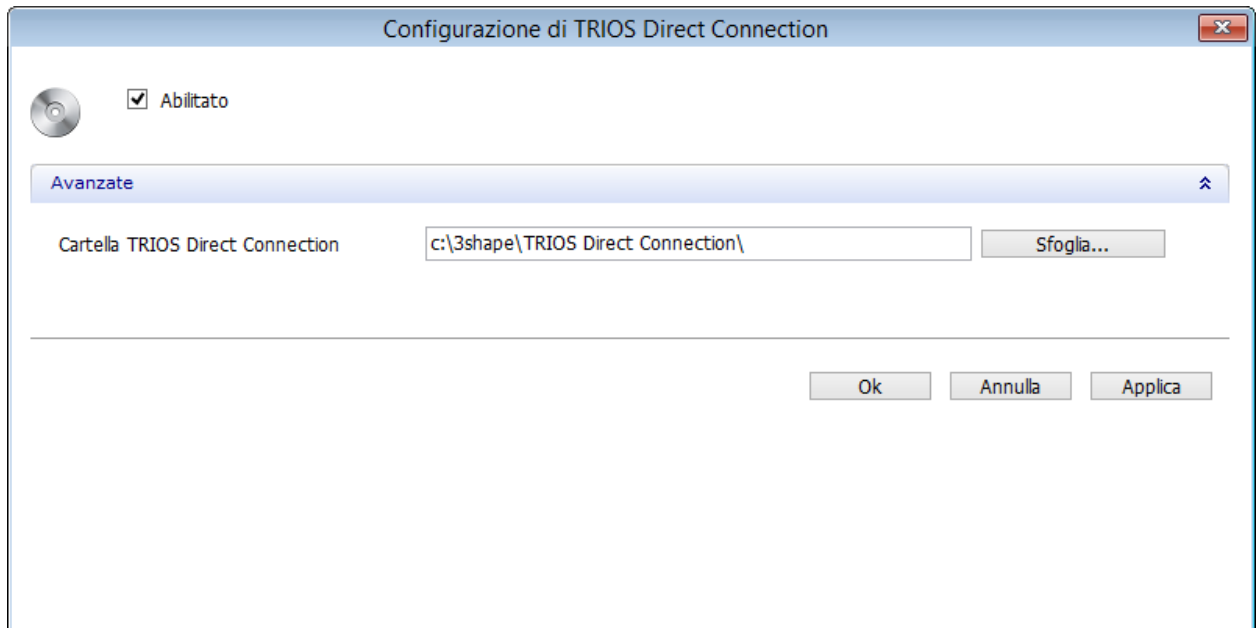 Configurazione di TRIOS Direct Connection
Abilitato
Avanzate
Cartella TRIOS Direct Connection c:\3shape\TRIOS Direct Connection\ Sfoglia...
Ok Annulla Applica